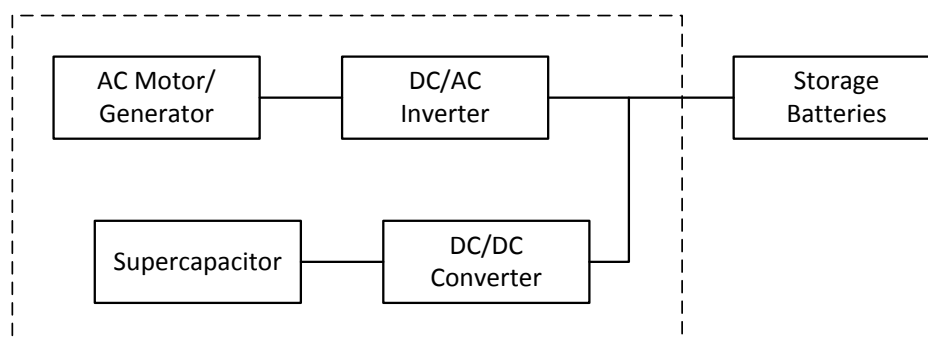 AC Motor/
Generator
DC/AC
Inverter
Storage
Batteries
Supercapacitor
DC/DC
Converter